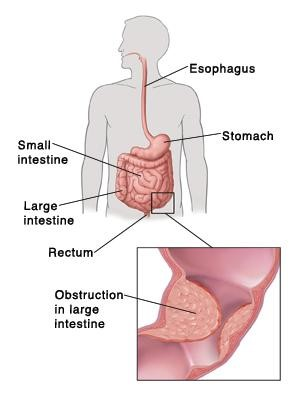 Esophagus
Stomach
Small
intestine
Large
intestine
Rectum
Obstruction
in large
intestine